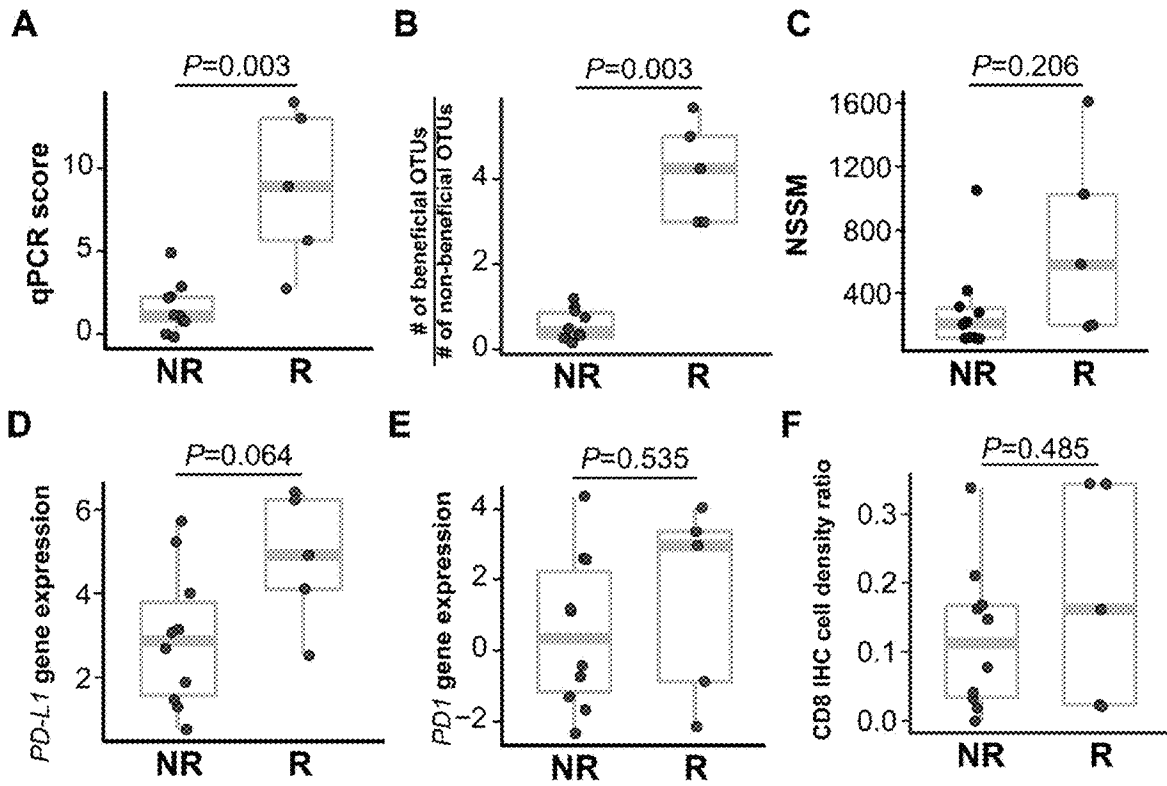 A
P=0.003
qPCR score
10
5
0
NR R
B
P=0.003
# of beneficial OTUs
# of non-beneficial OTUs
4
2
0
NR R
C
P=0.206
NSSM
1600
1200
800
400
NR R
D
P=0.064
PD-L1 gene expression
6
4
2
NR R
E
P=0.535
PD1 gene expression
4
2
0
−2
NR R
F
P=0.485
CD8 IHC cell density ratio
0.3
0.2
0.1
0.0
NR R